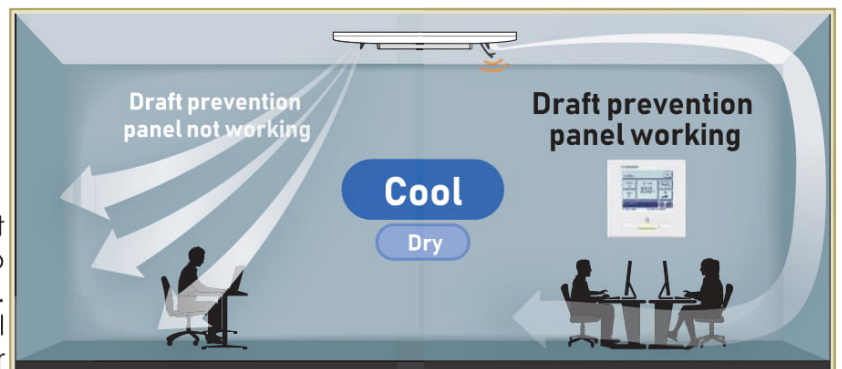 Draft prevention
panel not working
Draft prevention
panel working
Cool
Dry